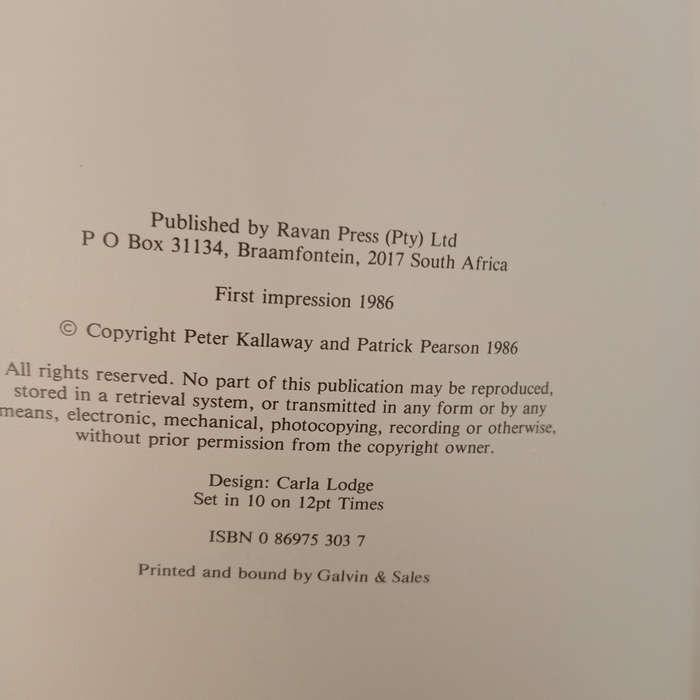 Published by Ravan Press (Pty) Ltd
P O Box 31134, Braamfontein, 2017 South Africa
First impression 1986
© Copyright Peter Kallaway and Patrick Pearson 1986
All rights reserved. No part of this publication may be reproduced,
stored in a retrieval system, or transmitted in any form or by any
means, electronic, mechanical, photocopying, recording or otherwise,
without prior permission from the copyright owner.
Design: Carla Lodge
Set in 10 on 12pt Times
ISBN 0 86975 303 7
Printed and bound by Galvin & Sales